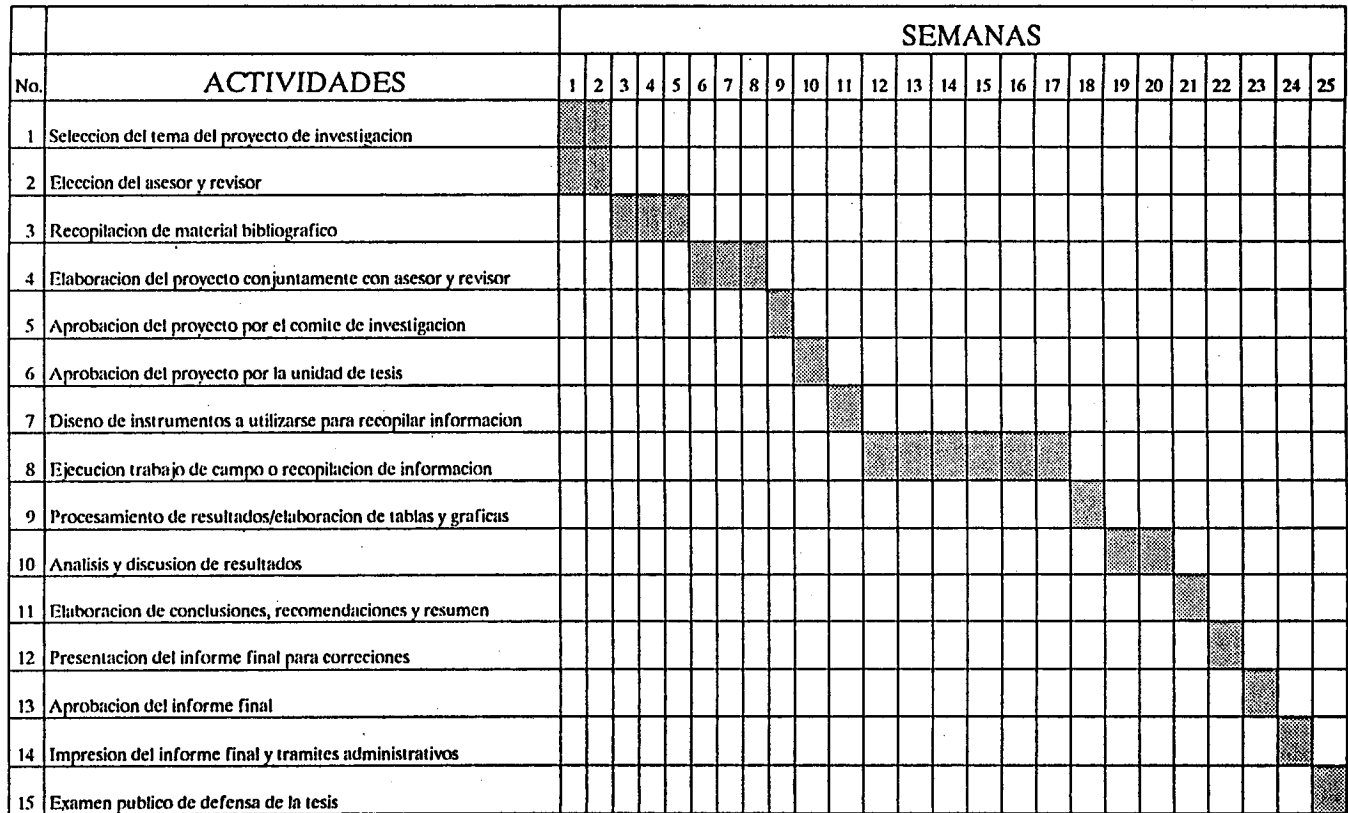 SEMANAS
No. ACTIVIDADES 1 2 3 4 5 6 7 8 9 10 11 12 13 14 15 16 17 18 19 20 21 22 23 24 25
1 Seleccion del tema del proyecto de investigacion
2 Eleccion del asesor y revisor
3 Recopilacion de material bibliografico
4 Elaboracion del proyecto conjuntamente con asesor y revisor
5 Aprobacion del proyecto por el comite de investigacion
6 Aprobacion del proyecto por la unidad de tesis
7 Diseno de instrumentos a utilizarse para recopilar informacion
8 Ejecucion trabajo de campo o recopilacion de informacion
9 Procesamiento de resultados/elaboracion de tablas y graficas
10 Analisis y discusion de resultados
11 Elaboracion de conclusiones, recomendaciones y resumen
12 Presentacion del informe final para correciones
13 Aprobacion del informe final
14 Impresion del informe final y tramites administrativos
15 Examen publico de defensa de la tesis